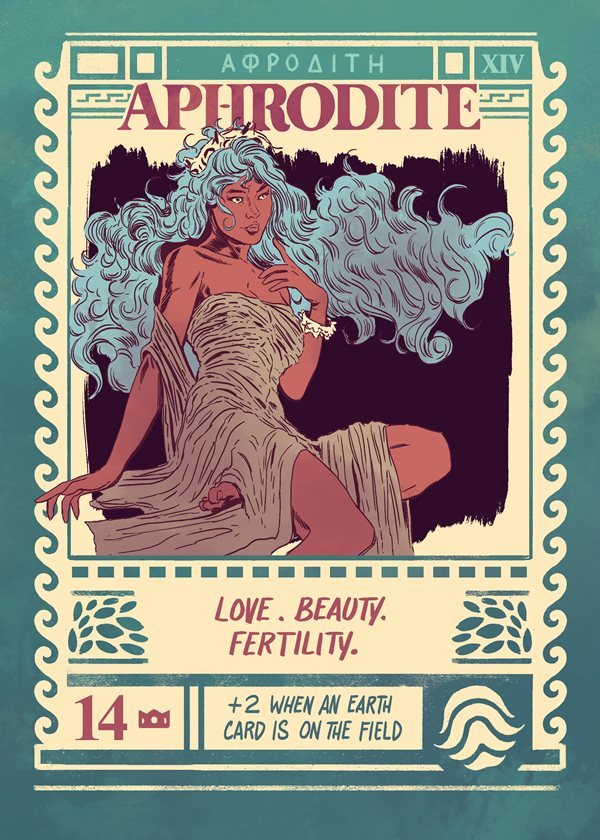 ΑΦΡΟΔΙΤΗ
XIV
APHRODITE
LOVE. BEAUTY.
FERTILITY.
14
+2 WHEN AN EARTH
CARD IS ON THE FIELD